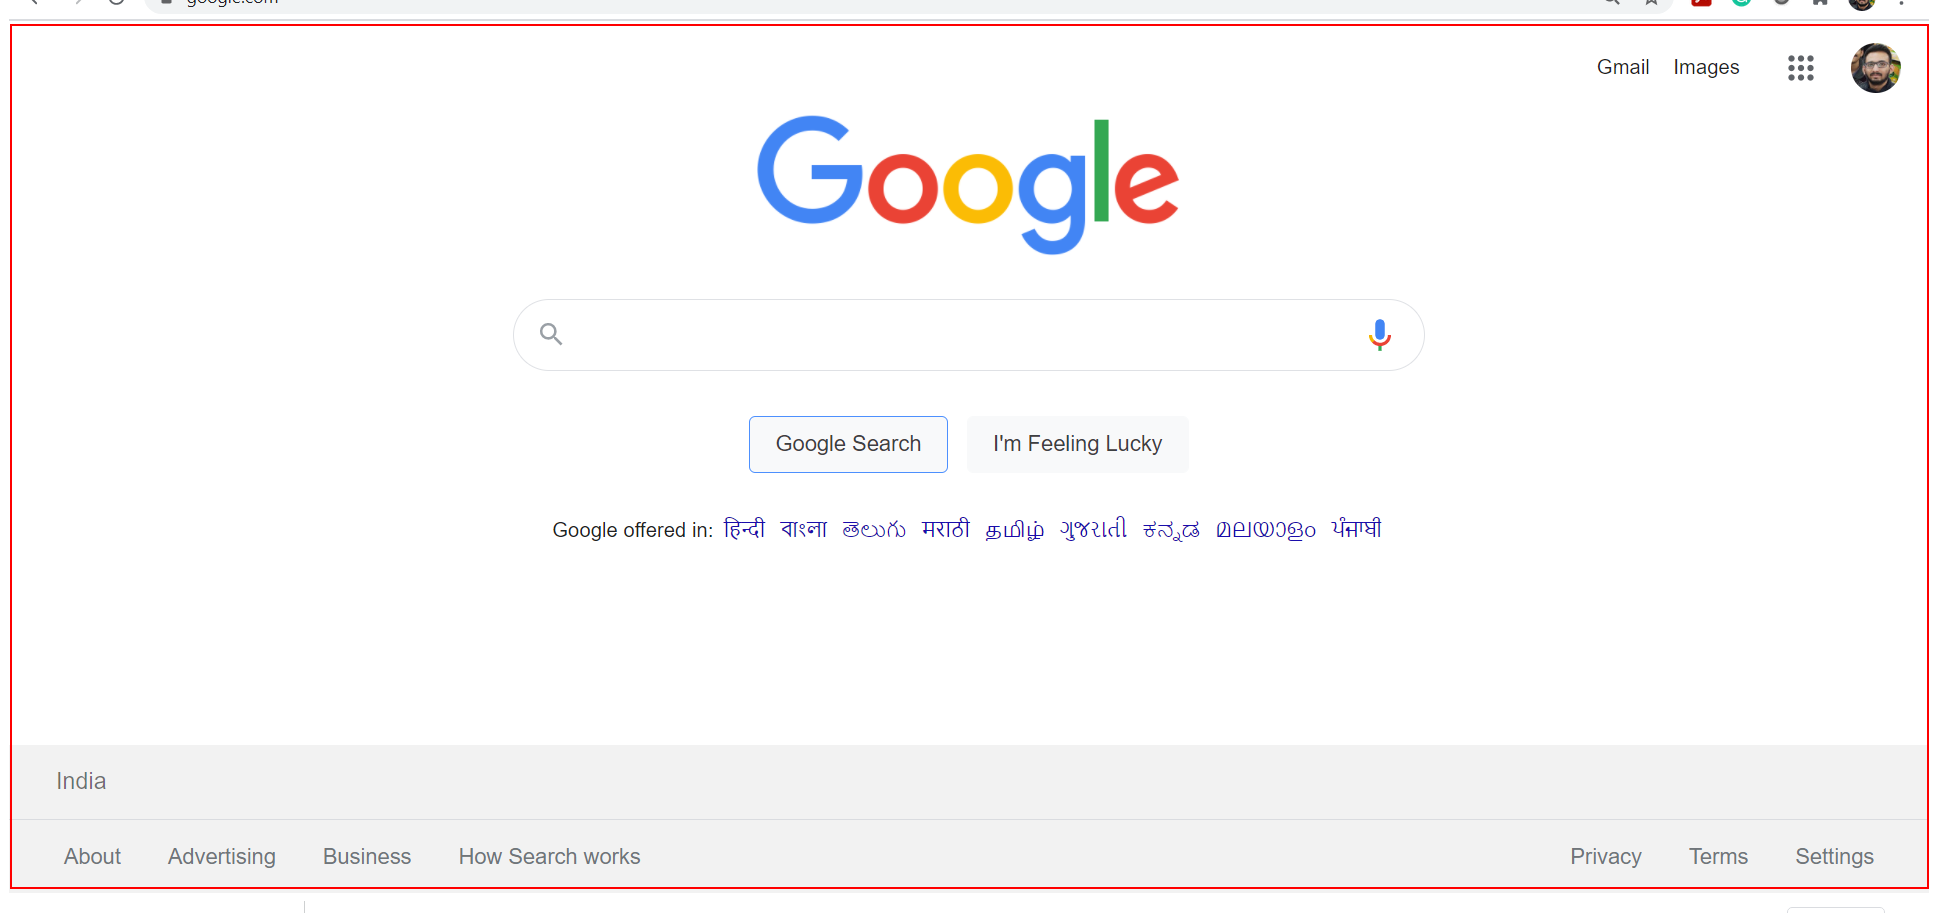 google.com
Gmail Images
Google
Google Search I'm Feeling Lucky
Google offered in: हिन्दी বাংলা తెలుగు मराठी தமிழ் ગુજરાતી ಕನ್ನಡ മലയാളം ਪੰਜਾਬੀ
India
About Advertising Business How Search works Privacy Terms Settings